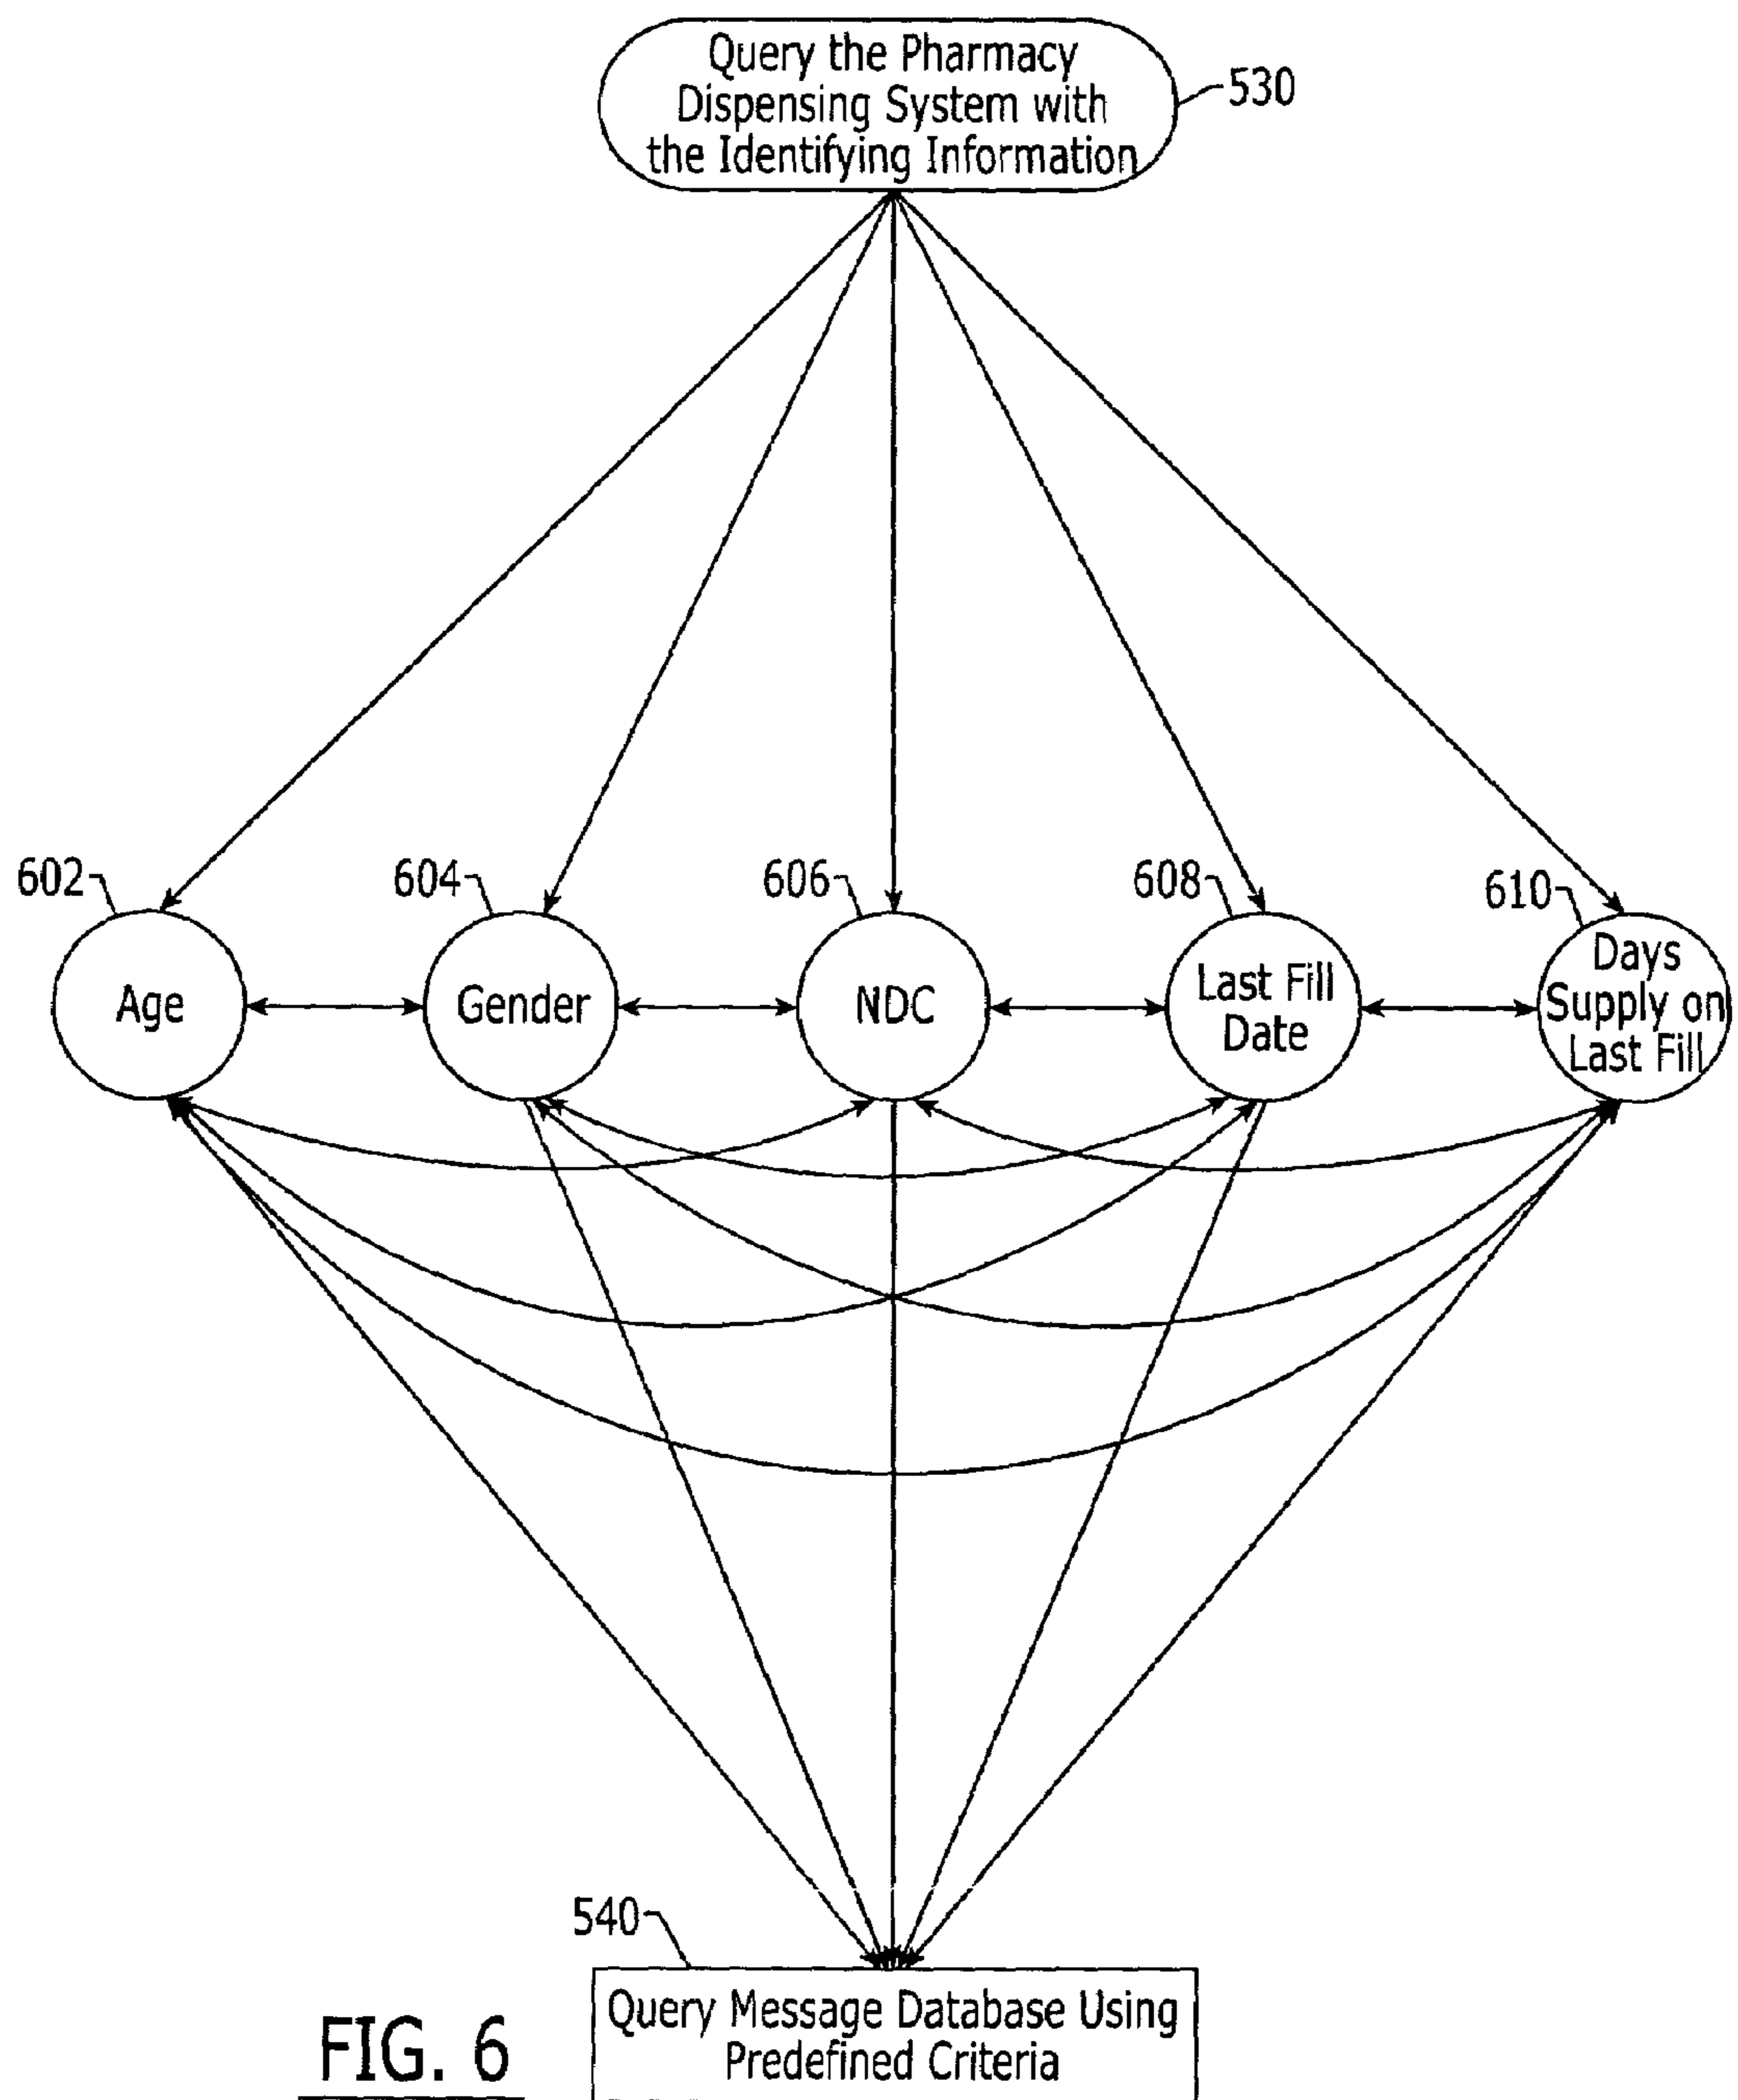 Query the Pharmacy
Dispensing System with
the Identifying Information
530
602
604
606
608
610
Age
Gender
NDC
Last Fill
Date
Days
Supply on
Last Fill
540
Query Message Database Using
Predefined Criteria
FIG. 6